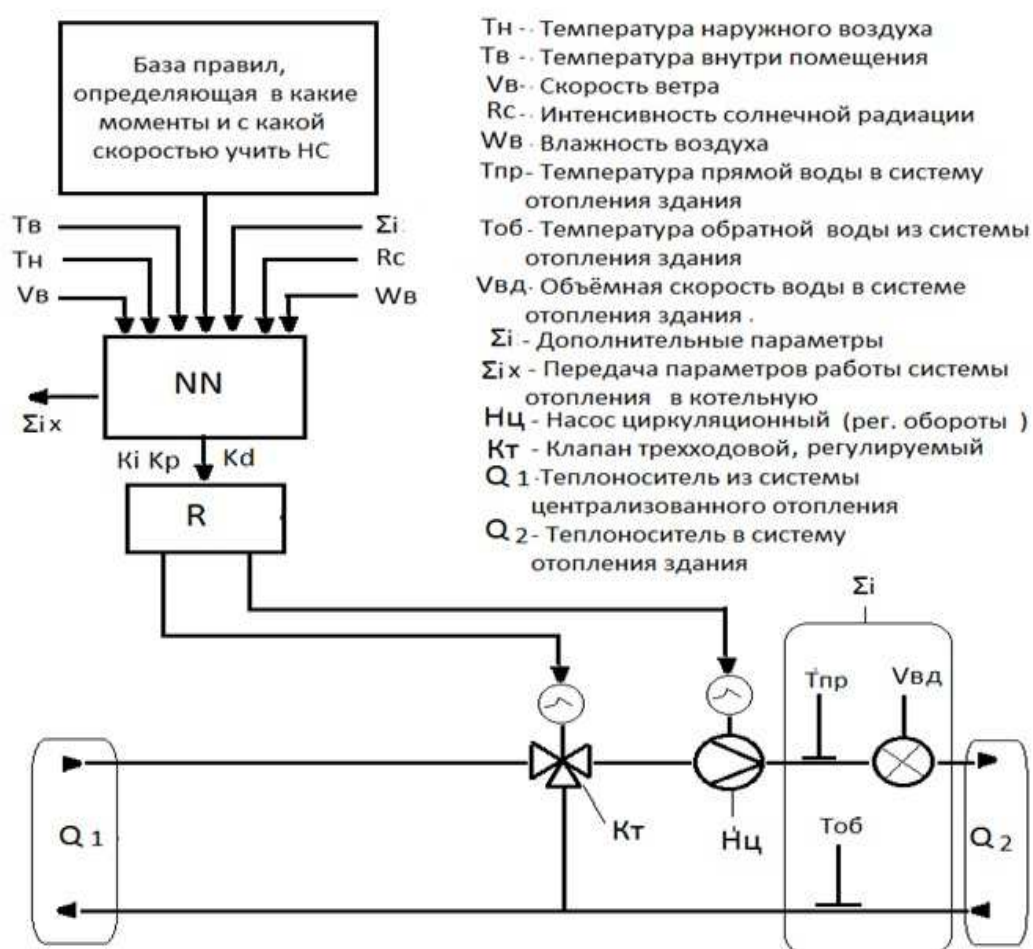 База правил,
определяющая в какие
моменты и с какой
скоростью учить НС
Тв
Тн
Vв
Σi
Rc
Wв
NN
Σix
Кi Kp Kd
R
Тн - Температура наружного воздуха
Тв - Температура внутри помещения
Vв - Скорость ветра
Rc - Интенсивность солнечной радиации
Wв - Влажность воздуха
Тпр - Температура прямой воды в систему
отопления здания
Тоб - Температура обратной воды из системы
отопления здания
Vвд - Объёмная скорость воды в системе
отопления здания .
Σi - Дополнительные параметры
Σix - Передача параметров работы системы
отопления в котельную
Нц - Насос циркуляционный (рег. обороты )
Кт - Клапан трехходовой, регулируемый
Q 1 - Теплоноситель из системы
централизованного отопления
Q 2 - Теплоноситель в систему
отопления здания
Σi
Тпр
Vвд
Q 1
Кт
Нц
Тоб
Q 2